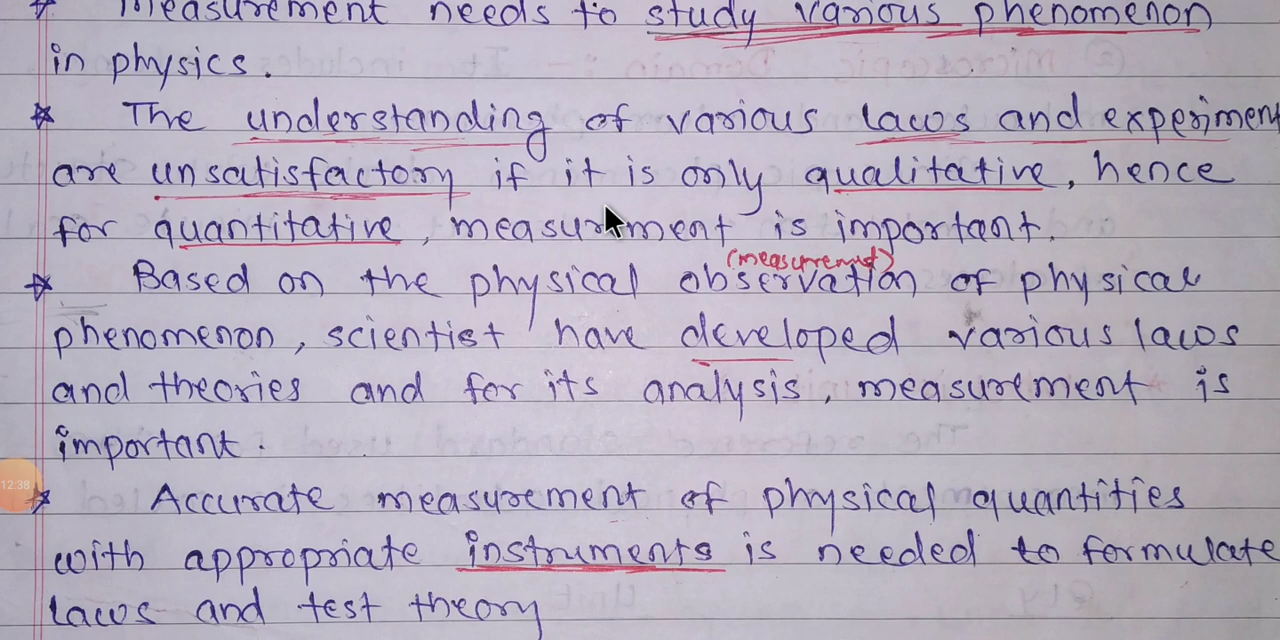 * Measurement needs to study various phenomenon
in physics.
* The understanding of various laws and experiment
are unsatisfactory if it is only qualitative, hence
for quantitative, measurement is important.
(measurement)
* Based on the physical observation of physical
phenomenon, scientist have developed various laws
and theories and for its analysis, measurement is
important.
12:38
* Accurate measurement of physical quantities
with appropriate instruments is needed to formulate
laws and test theory